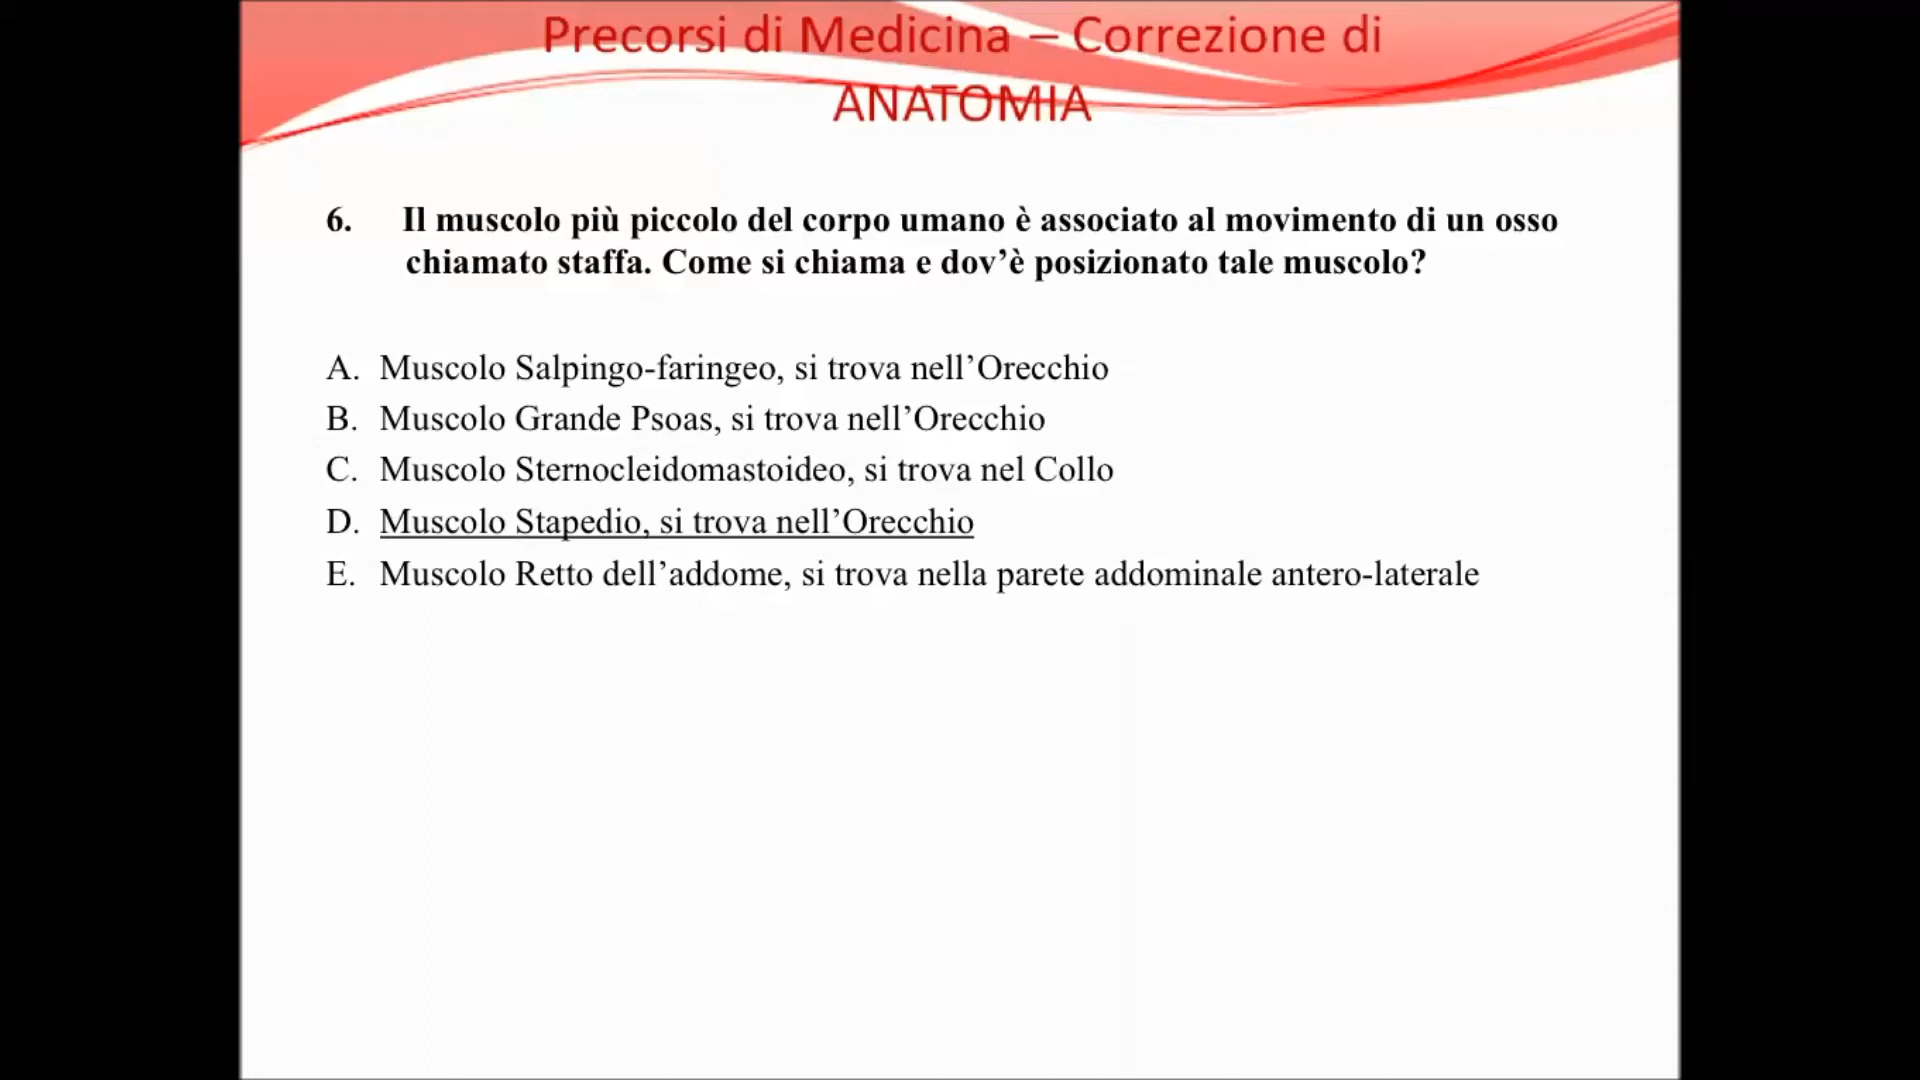 Precorsi di Medicina – Correzione di
ANATOMIA
6. Il muscolo più piccolo del corpo umano è associato al movimento di un osso
chiamato staffa. Come si chiama e dov’è posizionato tale muscolo?
A. Muscolo Salpingo-faringeo, si trova nell’Orecchio
B. Muscolo Grande Psoas, si trova nell’Orecchio
C. Muscolo Sternocleidomastoideo, si trova nel Collo
D. Muscolo Stapedio, si trova nell’Orecchio
E. Muscolo Retto dell’addome, si trova nella parete addominale antero-laterale